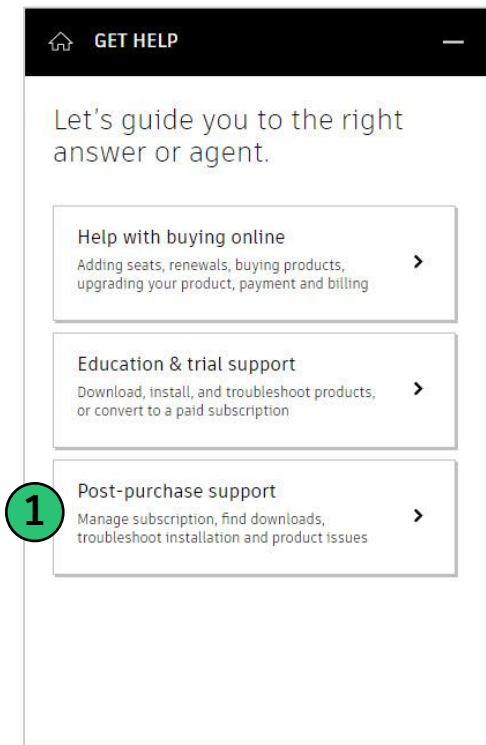 GET HELP
Let's guide you to the right
answer or agent.
Help with buying online
Adding seats, renewals, buying products,
upgrading your product, payment and billing
Education & trial support
Download, install, and troubleshoot products,
or convert to a paid subscription
1
Post-purchase support
Manage subscription, find downloads,
troubleshoot installation and product issues